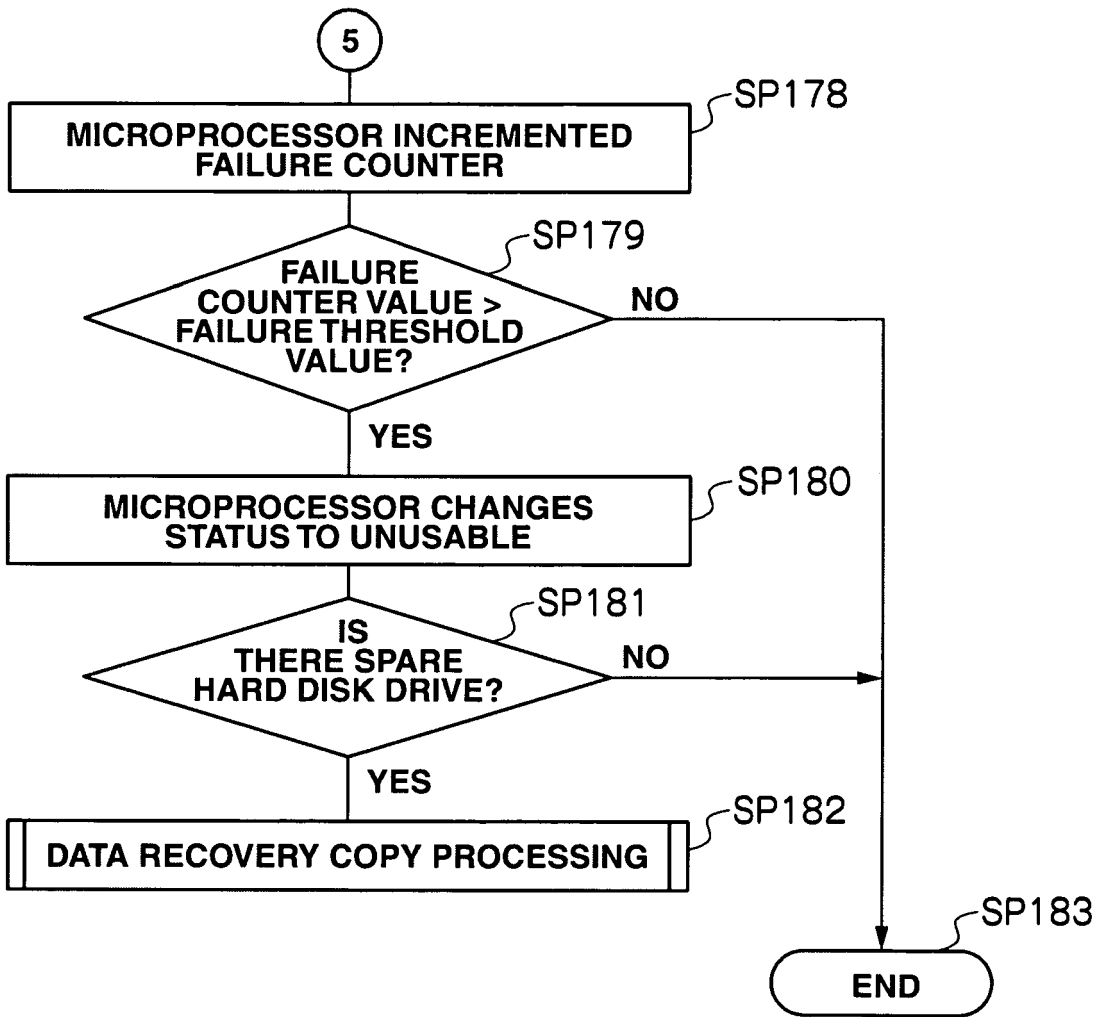 5
SP178
MICROPROCESSOR INCREMENTED
FAILURE COUNTER
SP179
FAILURE
COUNTER VALUE >
FAILURE THRESHOLD
VALUE?
NO
YES
SP180
MICROPROCESSOR CHANGES
STATUS TO UNUSABLE
SP181
IS
THERE SPARE
HARD DISK DRIVE?
NO
YES
SP182
DATA RECOVERY COPY PROCESSING
SP183
END